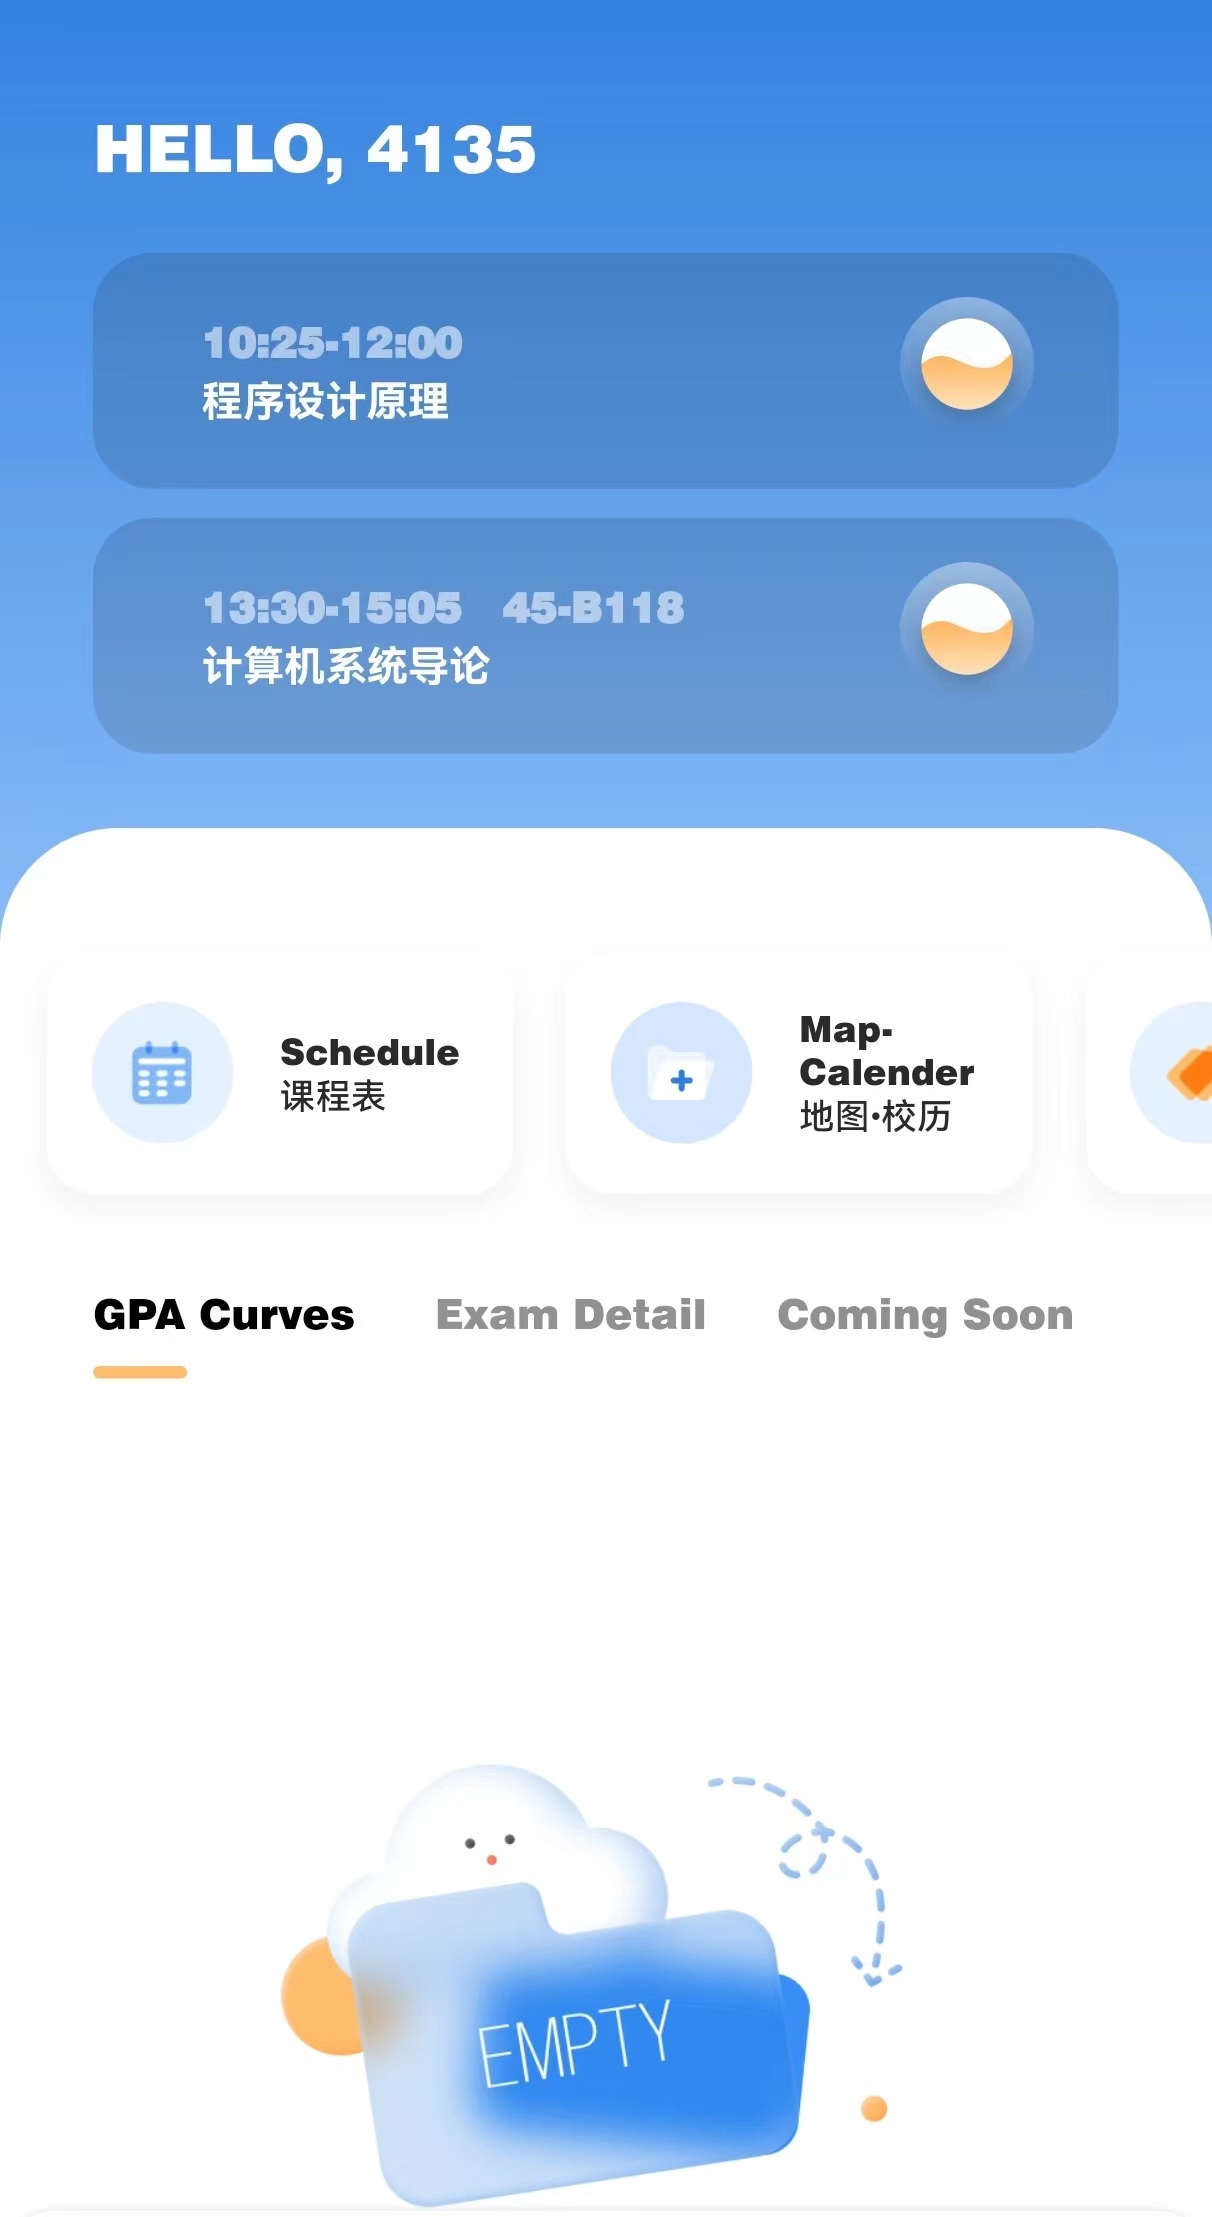 HELLO, 4135
10:25-12:00
程序设计原理
13:30-15:05 45-B118
计算机系统导论
Schedule
课程表
Map-
Calender
地图·校历
GPA Curves Exam Detail Coming Soon
EMPTY